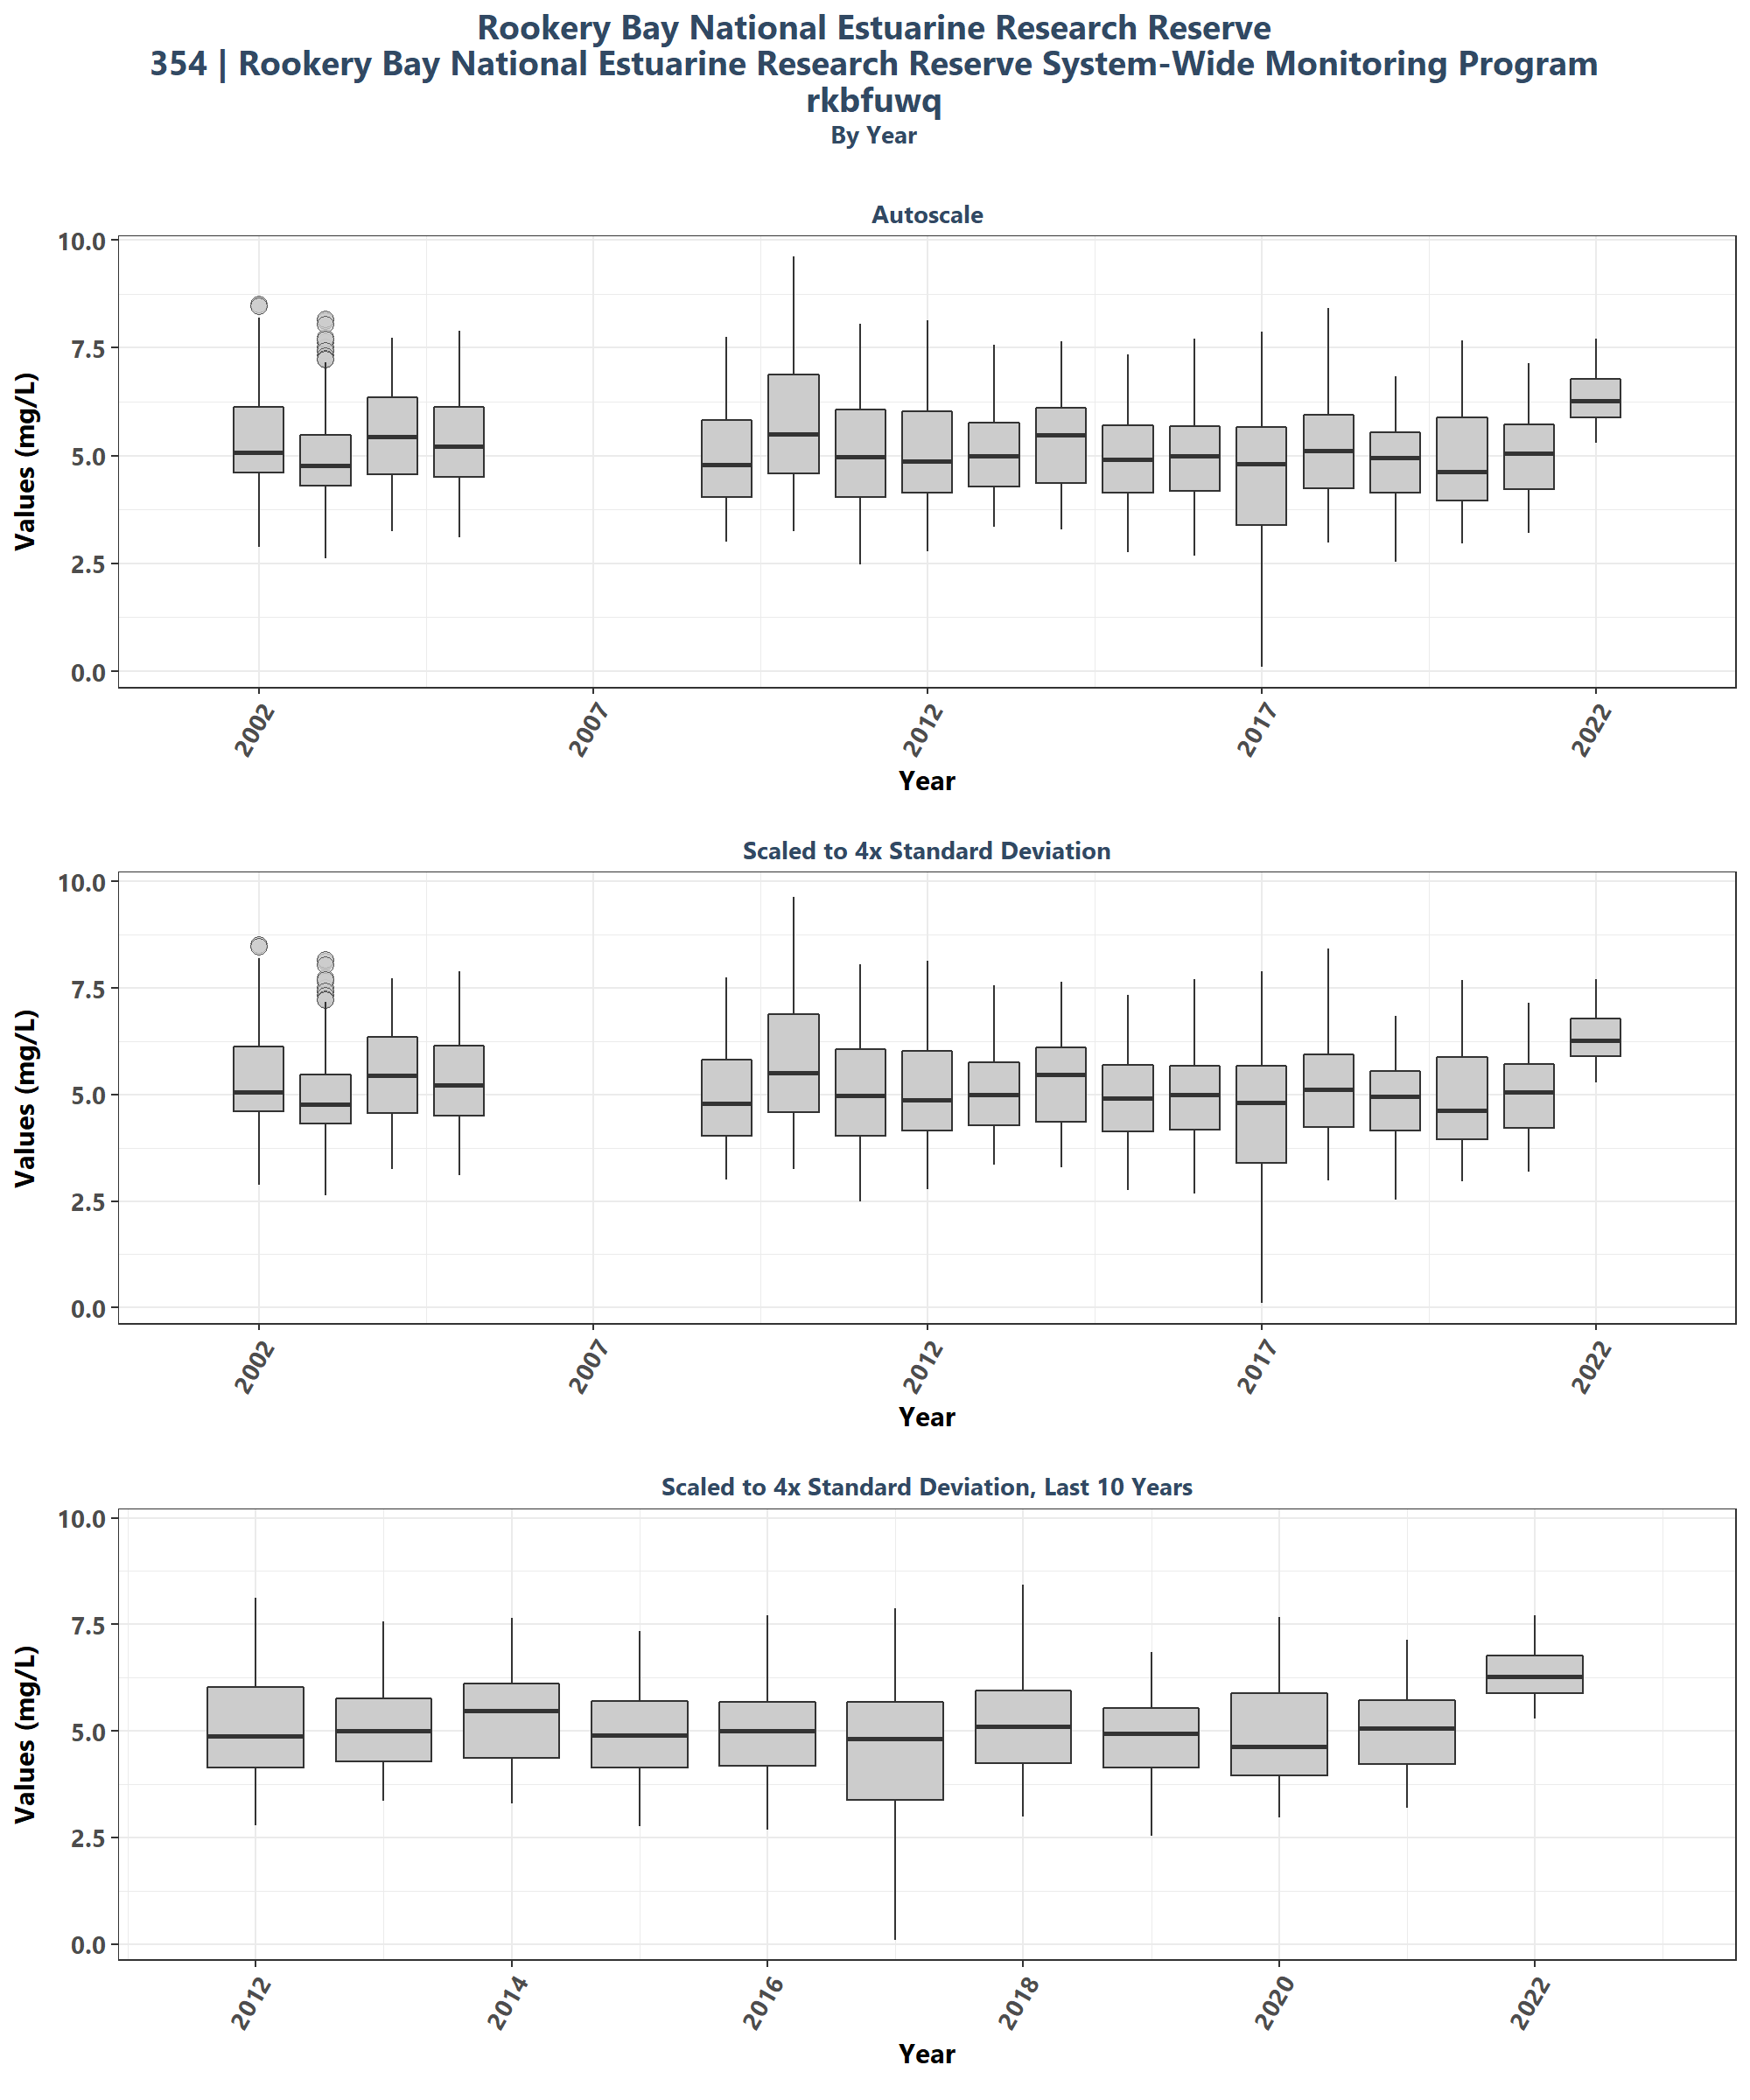 Rookery Bay National Estuarine Research Reserve
354 | Rookery Bay National Estuarine Research Reserve System-Wide Monitoring Program
rkbfuwq
By Year
Autoscale
Values (mg/L)
10.0
7.5
5.0
2.5
0.0
2002
2007
2012
2017
2022
Year
Scaled to 4x Standard Deviation
Values (mg/L)
10.0
7.5
5.0
2.5
0.0
2002
2007
2012
2017
2022
Year
Scaled to 4x Standard Deviation, Last 10 Years
Values (mg/L)
10.0
7.5
5.0
2.5
0.0
2012
2014
2016
2018
2020
2022
Year